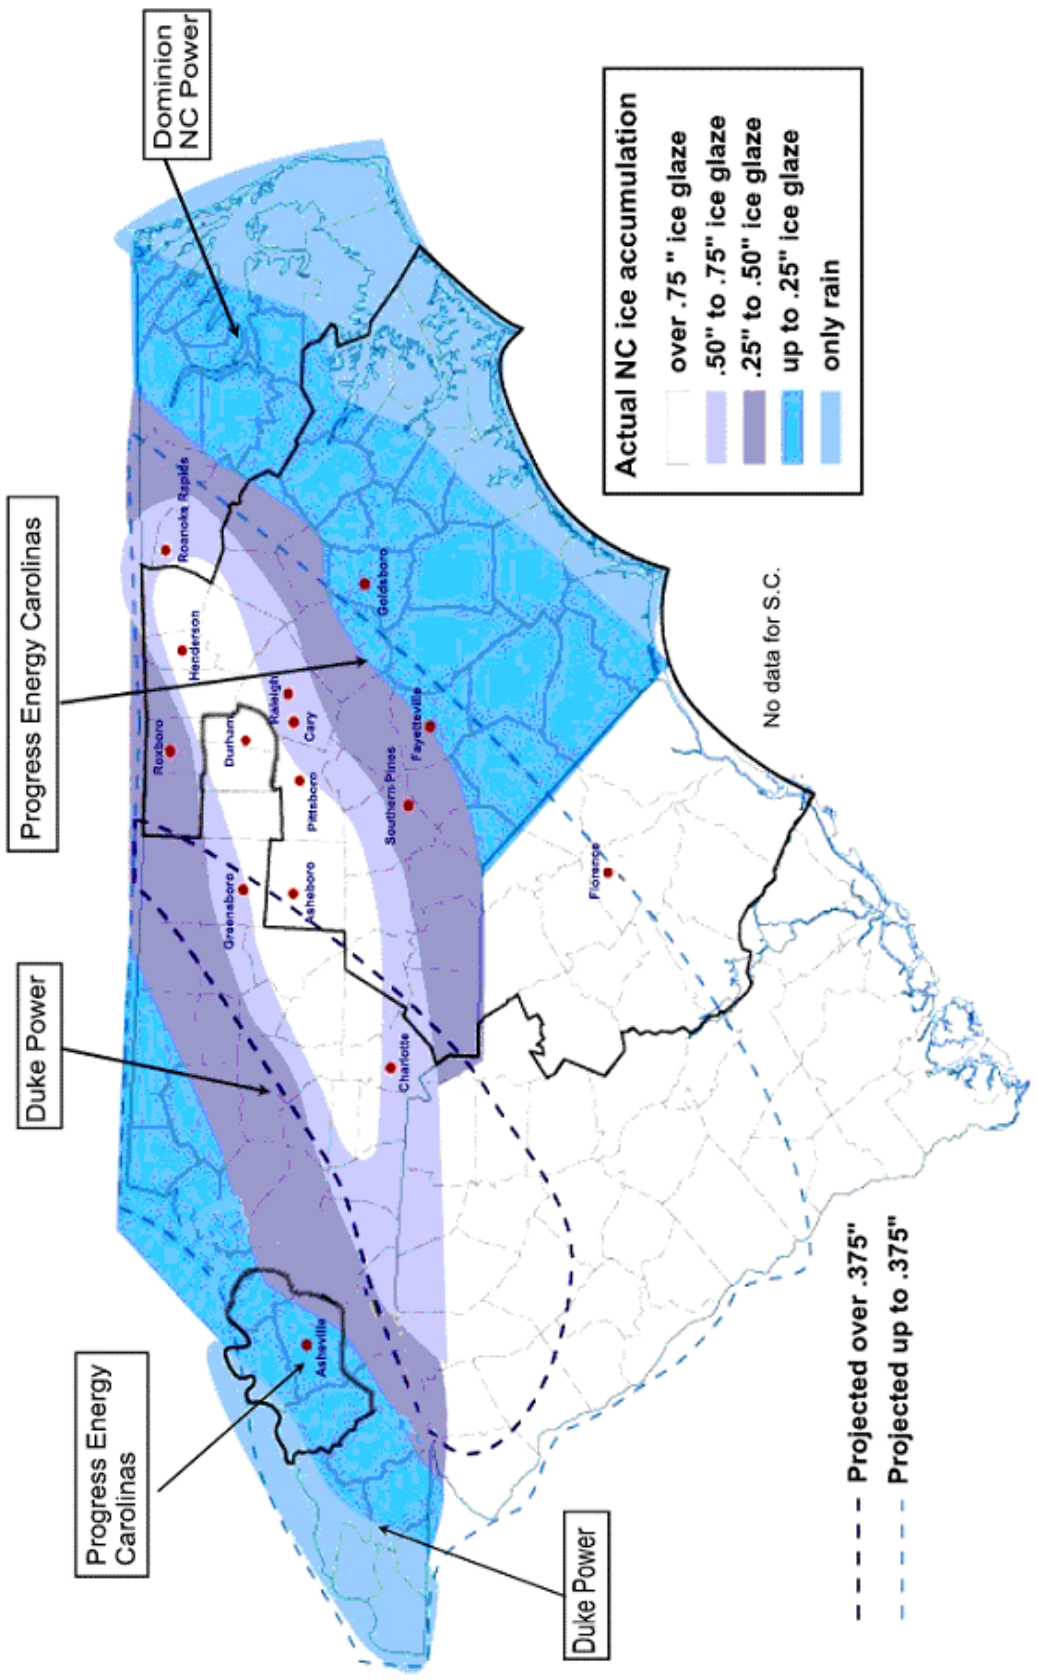 Progress Energy
Carolinas
Duke Power
Progress Energy Carolinas
Dominion
NC Power
Duke Power
Asheville
Charlotte
Greensboro
Asheboro
Roxboro
Durham
Pittsboro
Raleigh
Cary
Henderson
Roanoke Rapids
Southern Pines
Fayetteville
Goldsboro
Florence
No data for S.C.
Actual NC ice accumulation
over .75 " ice glaze
.50" to .75" ice glaze
.25" to .50" ice glaze
up to .25" ice glaze
only rain
Projected over .375"
Projected up to .375"